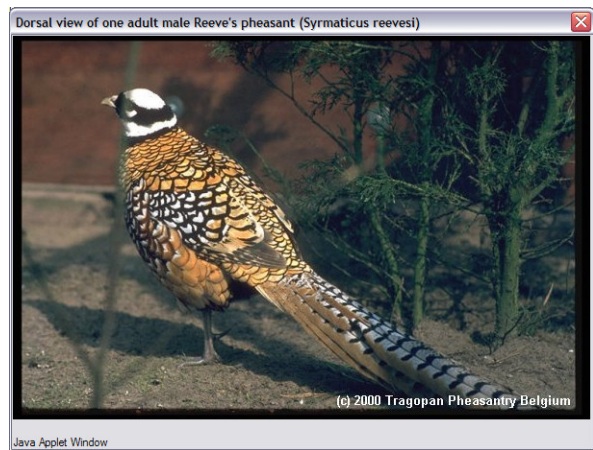 Dorsal view of one adult male Reeve's pheasant (Syrmaticus reevesi)
(c) 2000 Tragopan Pheasantry Belgium
Java Applet Window